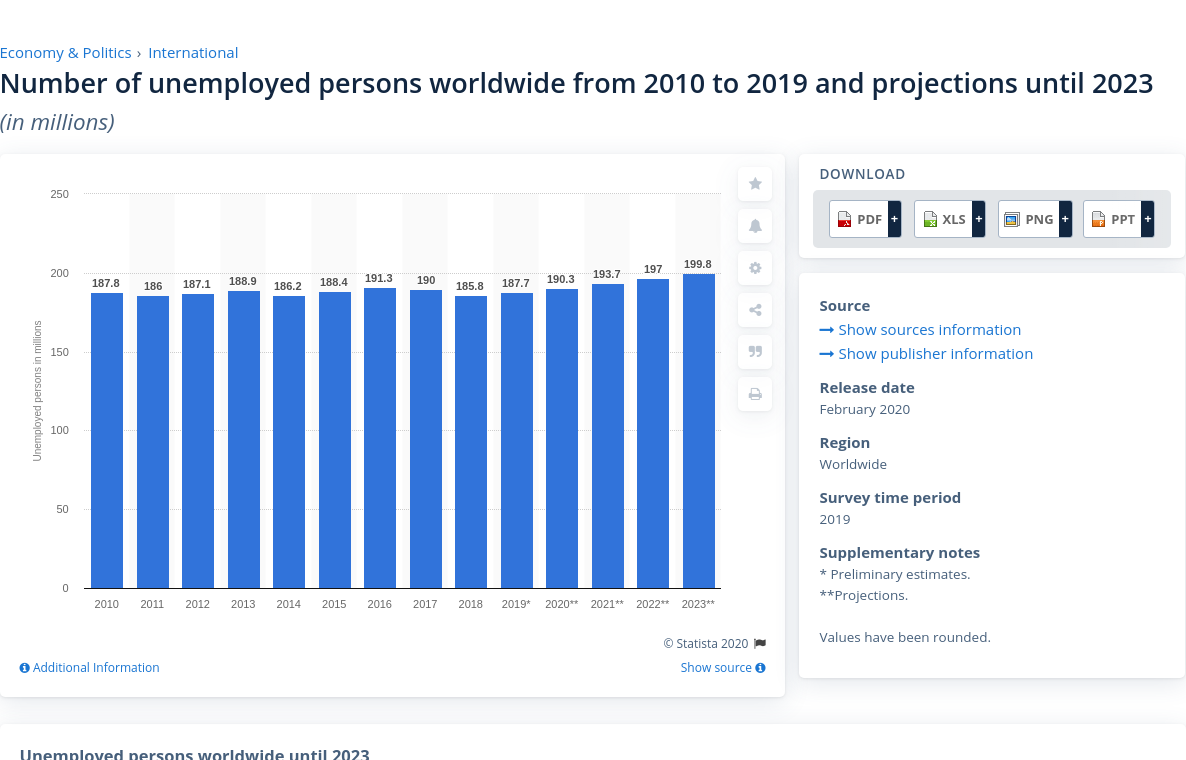 Economy & Politics › International
Number of unemployed persons worldwide from 2010 to 2019 and projections until 2023
(in millions)
250
200
150
100
50
0
Unemployed persons in millions
187.8 186 187.1 188.9 186.2 188.4 191.3 190 185.8 187.7 190.3 193.7 197 199.8
2010 2011 2012 2013 2014 2015 2016 2017 2018 2019* 2020** 2021** 2022** 2023**
© Statista 2020
Additional Information
Show source
DOWNLOAD
PDF + XLS + PNG + PPT +
Source
Show sources information
Show publisher information
Release date
February 2020
Region
Worldwide
Survey time period
2019
Supplementary notes
* Preliminary estimates.
**Projections.
Values have been rounded.
Unemployed persons worldwide until 2023